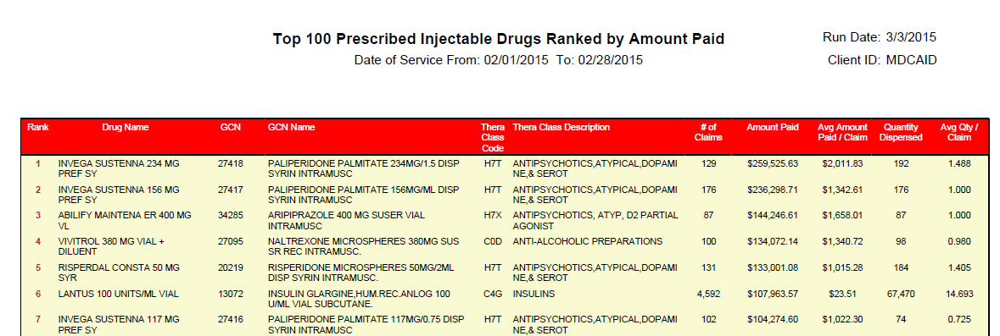 Top 100 Prescribed Injectable Drugs Ranked by Amount Paid
Run Date: 3/3/2015
Date of Service From: 02/01/2015 To: 02/28/2015
Client ID: MDCAID
Rank Drug Name GCN GCN Name Thera Thera Class Description # of Amount Paid Avg Amount Quantity Avg Qty /
Class Claims Paid / Claim Dispensed Claim
Code
1 INVEGA SUSTENNA 234 MG 27418 PALIPERIDONE PALMITATE 234MG/1.5 DISP H7T ANTIPSYCHOTICS,ATYPICAL,DOPAMI 129 $259,525.63 $2,011.83 192 1.488
PREF SY SYRIN INTRAMUSC NE,& SEROT
2 INVEGA SUSTENNA 156 MG 27417 PALIPERIDONE PALMITATE 156MG/ML DISP H7T ANTIPSYCHOTICS,ATYPICAL,DOPAMI 176 $236,298.71 $1,342.61 176 1.000
PREF SY SYRIN INTRAMUSC NE,& SEROT
3 ABILIFY MAINTENA ER 400 MG 34285 ARIPIPRAZOLE 400 MG SUSER VIAL H7X ANTIPSYCHOTICS, ATYP, D2 PARTIAL 87 $144,246.61 $1,658.01 87 1.000
VL INTRAMUSC AGONIST
4 VIVITROL 380 MG VIAL + 27095 NALTREXONE MICROSPHERES 380MG SUS C0D ANTI-ALCOHOLIC PREPARATIONS 100 $134,072.14 $1,340.72 98 0.980
DILUENT SR REC INTRAMUSC.
5 RISPERDAL CONSTA 50 MG 20219 RISPERIDONE MICROSPHERES 50MG/2ML H7T ANTIPSYCHOTICS,ATYPICAL,DOPAMI 131 $133,001.08 $1,015.28 184 1.405
SYR DISP SYRIN INTRAMUSC. NE,& SEROT
6 LANTUS 100 UNITS/ML VIAL 13072 INSULIN GLARGINE,HUM.REC.ANLOG 100 C4G INSULINS 4,592 $107,963.57 $23.51 67,470 14.693
U/ML VIAL SUBCUTANE.
7 INVEGA SUSTENNA 117 MG 27416 PALIPERIDONE PALMITATE 117MG/0.75 DISP H7T ANTIPSYCHOTICS,ATYPICAL,DOPAMI 102 $104,274.60 $1,022.30 74 0.725
PREF SY SYRIN INTRAMUSC NE,& SEROT